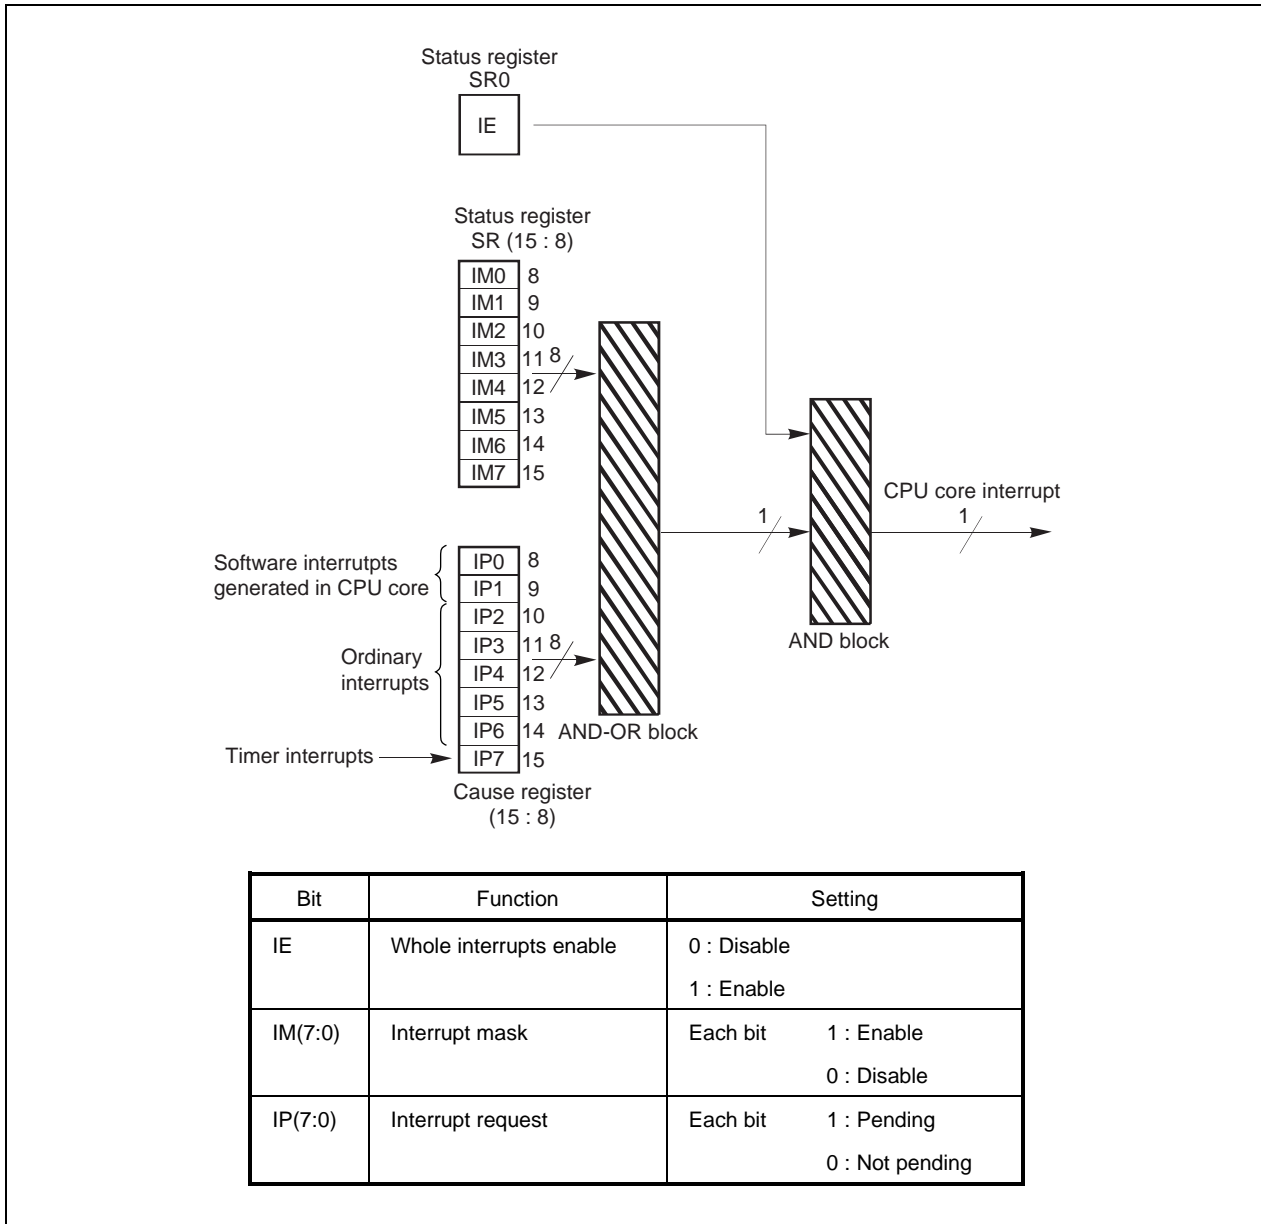 Status register
SR0
IE
Status register
SR (15 : 8)
IM0 8
IM1 9
IM2 10
IM3 11 8
IM4 12
IM5 13
IM6 14
IM7 15
CPU core interrupt
1 1
Software interrutpts
generated in CPU core
IP0 8
IP1 9
IP2 10
IP3 11 8
IP4 12
IP5 13
IP6 14
IP7 15
Ordinary
interrupts
AND block
AND-OR block
Timer interrupts
Cause register
(15 : 8)
Bit Function Setting
IE Whole interrupts enable 0 : Disable
1 : Enable
IM(7:0) Interrupt mask Each bit 1 : Enable
0 : Disable
IP(7:0) Interrupt request Each bit 1 : Pending
0 : Not pending